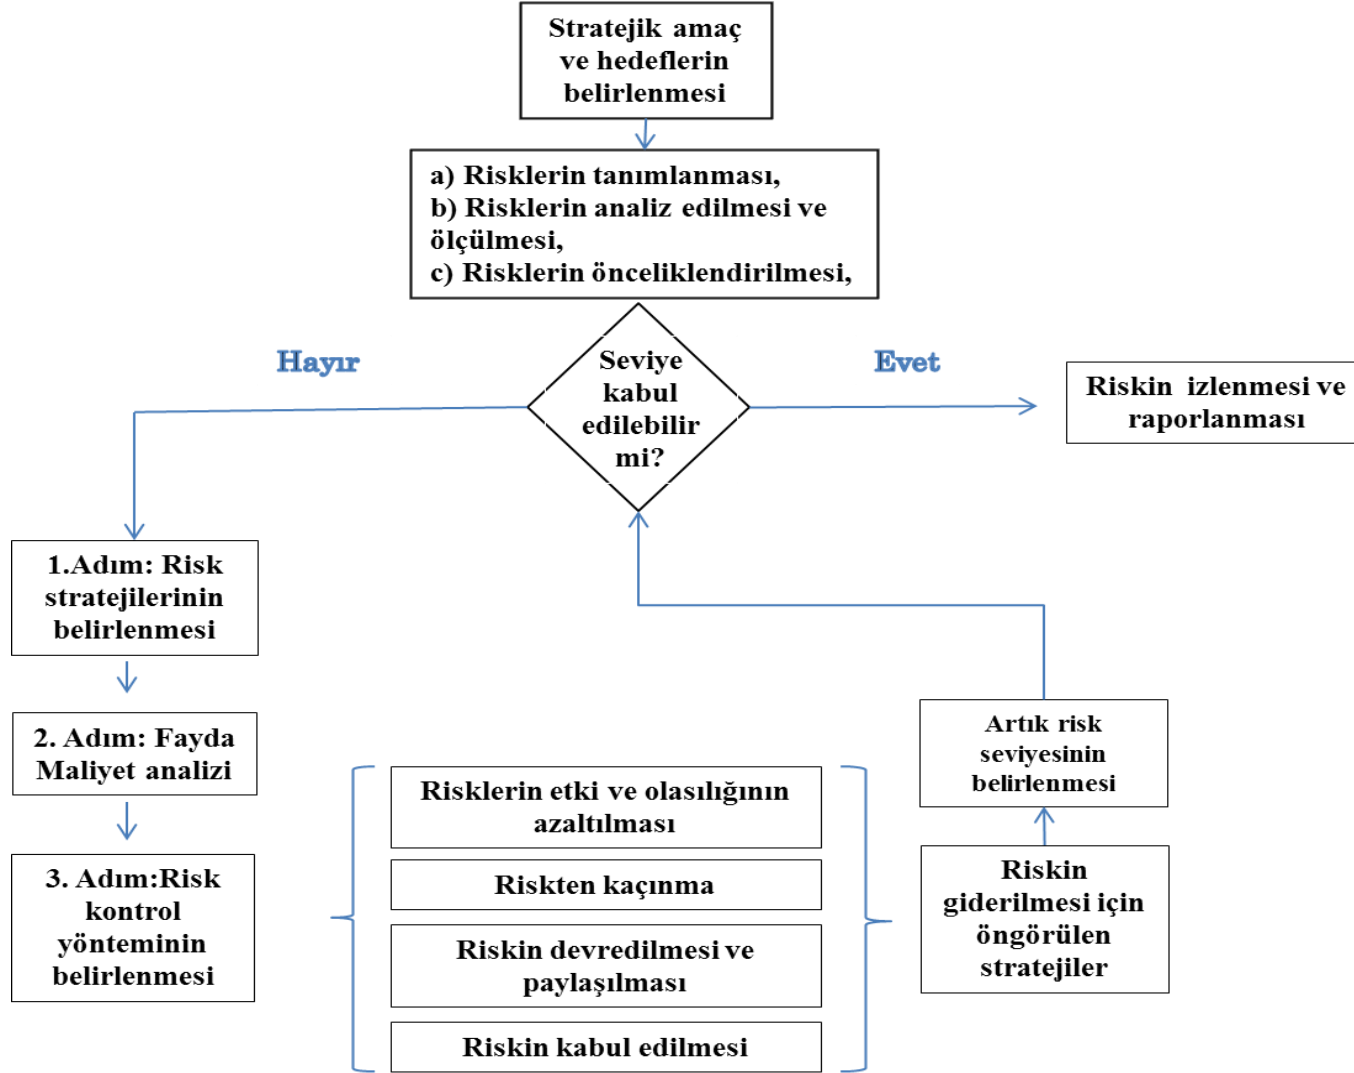 Stratejik amaç
ve hedeflerin
belirlenmesi
a) Risklerin tanımlanması,
b) Risklerin analiz edilmesi ve
ölçülmesi,
c) Risklerin önceliklendirilmesi,
Hayır
Seviye
kabul
edilebilir
mi?
Evet
Riskin izlenmesi ve
raporlanması
1.Adım: Risk
stratejilerinin
belirlenmesi
2. Adım: Fayda
Maliyet analizi
3. Adım:Risk
kontrol
yönteminin
belirlenmesi
Risklerin etki ve olasılığının
azaltılması
Riskten kaçınma
Riskin devredilmesi ve
paylaşılması
Riskin kabul edilmesi
Riskin
giderilmesi için
öngörülen
stratejiler
Artık risk
seviyesinin
belirlenmesi